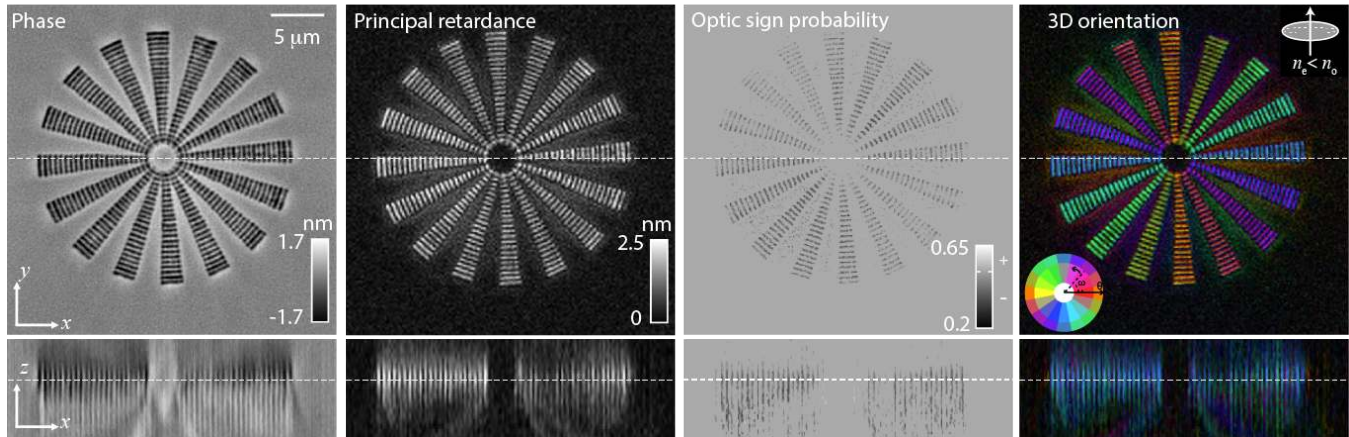 Phase
5 μm
nm
1.7
-1.7
y
x
z
x
Principal retardance
nm
2.5
0
Optic sign probability
0.65
+
-
0.2
3D orientation
nₑ < nₒ